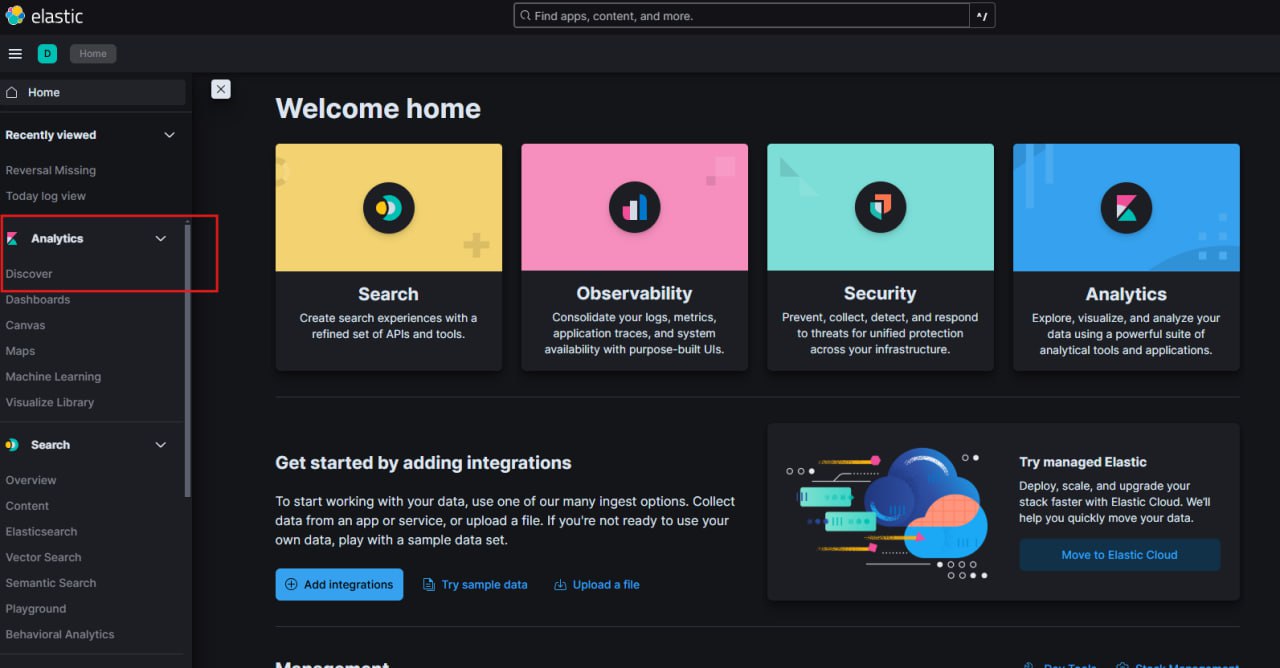 elastic
Find apps, content, and more.
^/
D
Home
Home
Recently viewed
Reversal Missing
Today log view
Analytics
Discover
Dashboards
Canvas
Maps
Machine Learning
Visualize Library
Search
Overview
Content
Elasticsearch
Vector Search
Semantic Search
Playground
Behavioral Analytics
Welcome home
Search
Create search experiences with a
refined set of APIs and tools.
Observability
Consolidate your logs, metrics,
application traces, and system
availability with purpose-built UIs.
Security
Prevent, collect, detect, and respond
to threats for unified protection
across your infrastructure.
Analytics
Explore, visualize, and analyze your
data using a powerful suite of
analytical tools and applications.
Get started by adding integrations
To start working with your data, use one of our many ingest options. Collect
data from an app or service, or upload a file. If you're not ready to use your
own data, play with a sample data set.
Add integrations
Try sample data
Upload a file
Try managed Elastic
Deploy, scale, and upgrade your
stack faster with Elastic Cloud. We'll
help you quickly move your data.
Move to Elastic Cloud
Management
Dev Tools
Stack Management